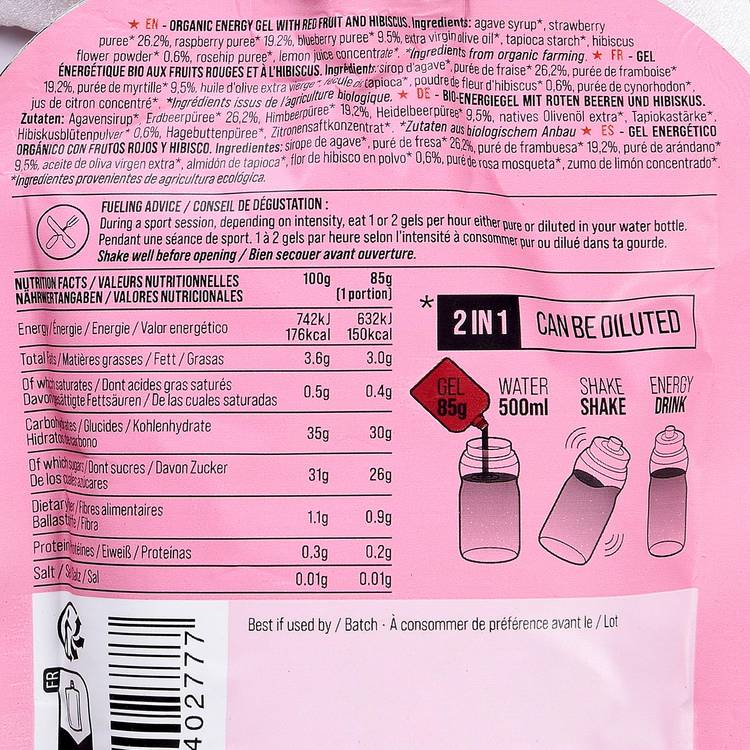 ★ EN - ORGANIC ENERGY GEL WITH RED FRUIT AND HIBISCUS. Ingredients: agave syrup*, strawberry
puree* 26.2%, raspberry puree* 19.2%, blueberry puree* 9.5%, extra virgin olive oil*, tapioca starch*, hibiscus
flower powder* 0.6%, rosehip puree*, lemon juice concentrate*. *Ingredients from organic farming. ★ FR - GEL
ÉNERGÉTIQUE BIO AUX FRUITS ROUGES ET À L'HIBISCUS. Ingrédients: sirop d'agave*, purée de fraise* 26,2%, purée de framboise*
19,2%, purée de myrtille* 9,5%, huile d'olive extra vierge*, fécule de tapioca*, poudre de fleur d'hibiscus* 0,6%, purée de cynorhodon*,
jus de citron concentré*. *Ingrédients issus de l'agriculture biologique. ★ DE - BIO-ENERGIEGEL MIT ROTEN BEEREN UND HIBISKUS.
Zutaten: Agavensirup*, Erdbeerpüree* 26,2%, Himbeerpüree* 19,2%, Heidelbeerpüree* 9,5%, natives Olivenöl extra*, Tapiokastärke*,
Hibiskusblütenpulver* 0,6%, Hagebuttenpüree*, Zitronensaftkonzentrat*. *Zutaten aus biologischem Anbau ★ ES - GEL ENERGÉTICO
ORGÁNICO CON FRUTOS ROJOS Y HIBISCO. Ingredientes: sirope de agave*, puré de fresa* 26,2%, puré de frambuesa* 19,2%, puré de arándano*
9,5%, aceite de oliva virgen extra*, almidón de tapioca*, flor de hibisco en polvo* 0,6%, puré de rosa mosqueta*, zumo de limón concentrado*.
*Ingredientes provenientes de agricultura ecológica.
FUELING ADVICE / CONSEIL DE DÉGUSTATION :
During a sport session, depending on intensity, eat 1 or 2 gels per hour either pure or diluted in your water bottle.
Pendant une séance de sport. 1 à 2 gels par heure selon l'intensité à consommer pur ou dilué dans ta gourde.
Shake well before opening / Bien secouer avant ouverture.
NUTRITION FACTS / VALEURS NUTRITIONNELLES 100g 85g
NÄHRWERTANGABEN / VALORES NUTRICIONALES [1 portion]
Energy / Énergie / Energie / Valor energético 742kJ 632kJ
176kcal 150kcal
Total fats / Matières grasses / Fett / Grasas 3.6g 3.0g
Of which saturates / Dont acides gras saturés 0.5g 0.4g
Davon gesättigte Fettsäuren / De las cuales saturadas
Carbohydrates / Glucides / Kohlenhydrate 35g 30g
Hidratos de carbono
Of which sugars / Dont sucres / Davon Zucker 31g 26g
De los cuales azúcares
Dietary fiber / Fibres alimentaires 1.1g 0.9g
Ballaststoffe / Fibra
Protein / Protéines / Eiweiß / Proteínas 0.3g 0.2g
Salt / Sel / Salz / Sal 0.01g 0.01g
* 2 IN 1 CAN BE DILUTED
GEL WATER SHAKE ENERGY
85g 500ml SHAKE DRINK
Best if used by / Batch · À consommer de préférence avant le / Lot
FR
402777